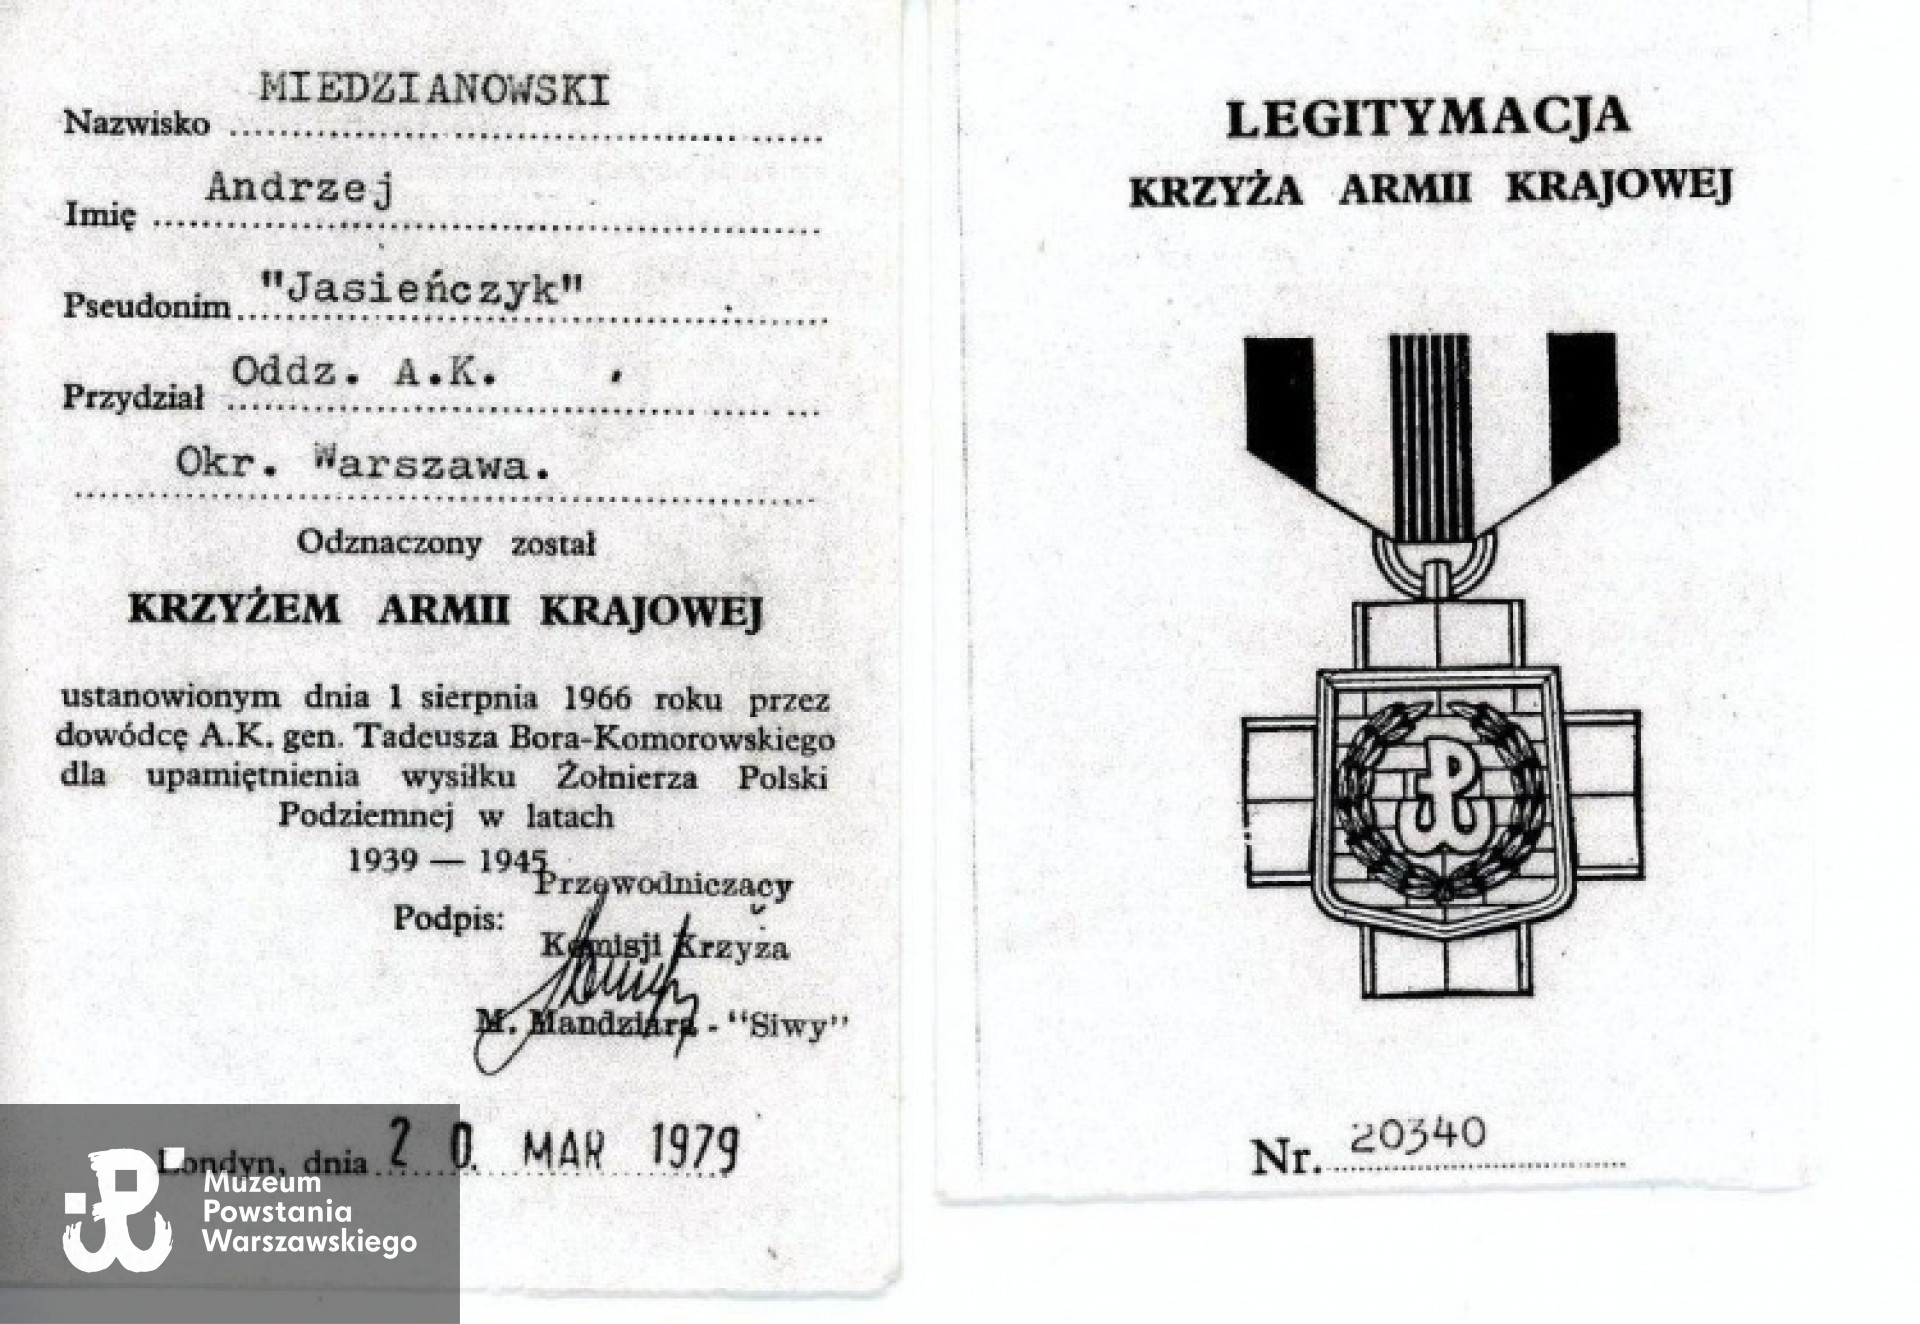 MIEDZIANOWSKI
Nazwisko
Andrzej
Imię
"Jasieńczyk"
Pseudonim
Oddz. A.K.
Przydział
Okr. Warszawa.
Odznaczony został
KRZYŻEM ARMII KRAJOWEJ
ustanowionym dnia 1 sierpnia 1966 roku przez
dowódcę A.K. gen. Tadeusza Bora-Komorowskiego
dla upamiętnienia wysiłku Żołnierza Polski
Podziemnej w latach
1939 — 1945
Przewodniczący
Podpis:
Komisji Krzyża
M. Mandziara - “Siwy”
Londyn, dnia 20. MAR 1979
Muzeum
Powstania
Warszawskiego
LEGITYMACJA
KRZYŻA ARMII KRAJOWEJ
Nr. 20340